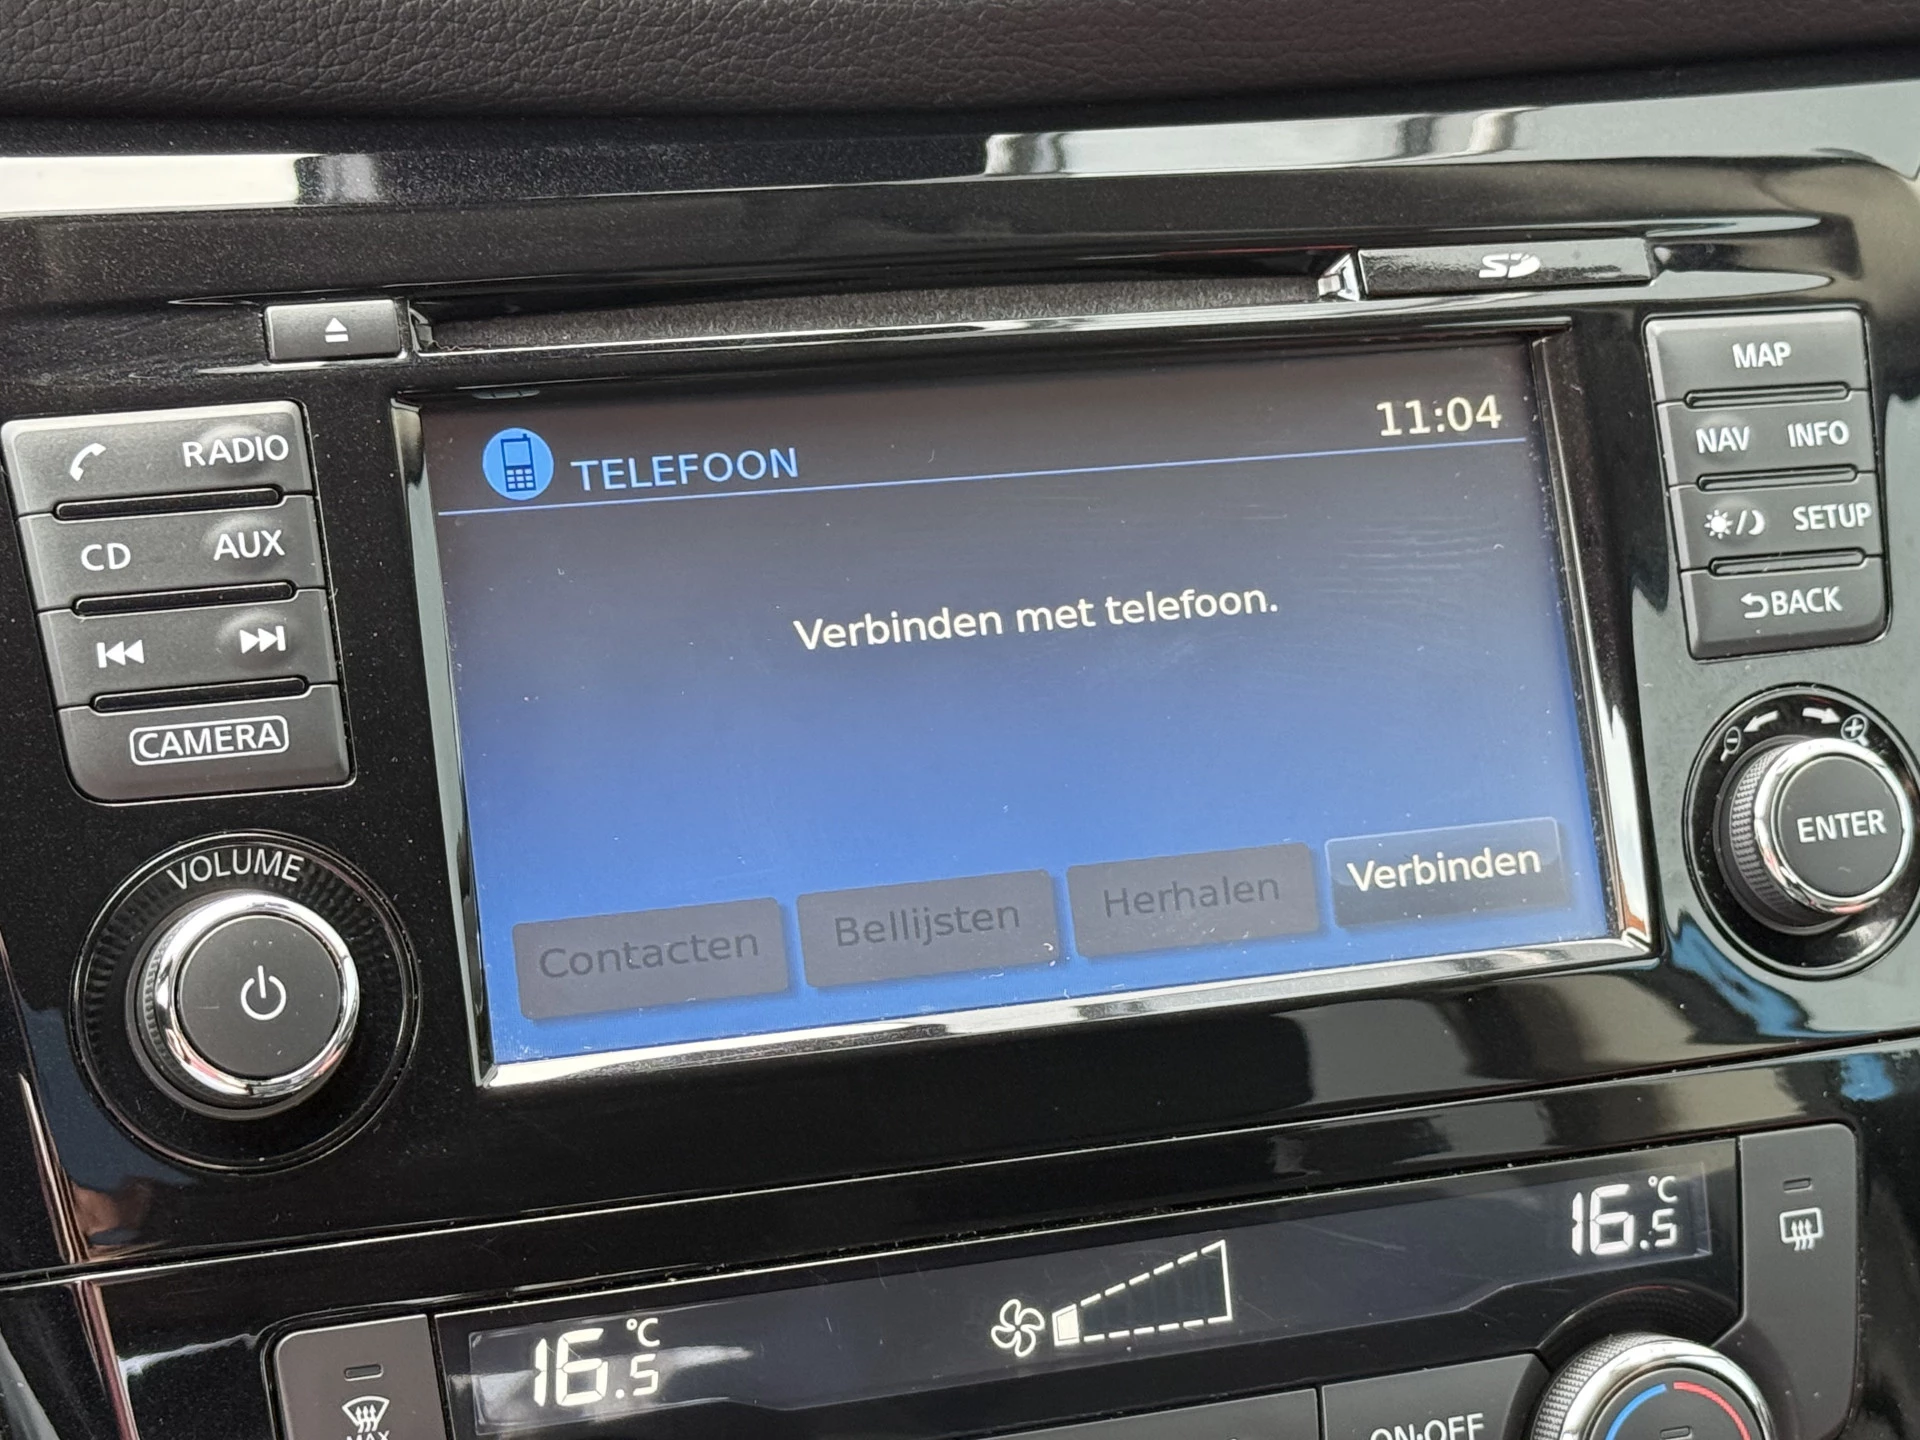 SD
MAP
RADIO
11:04
TELEFOON
NAV INFO
CD AUX
SETUP
Verbinden met telefoon.
BACK
CAMERA
VOLUME
ENTER
Contacten Bellijsten Herhalen Verbinden
16.5 °C
16.5 °C
MAX
ON·OFF